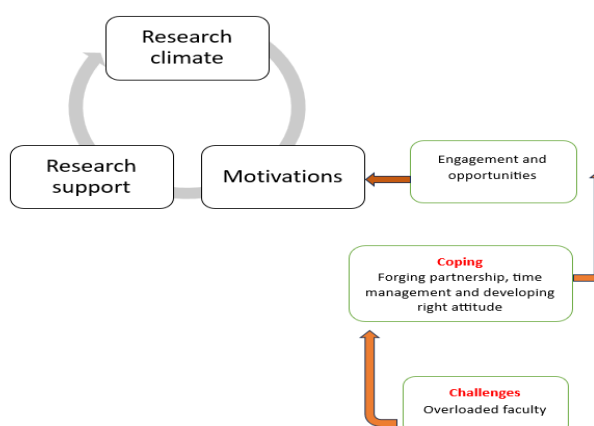 Research
climate
Research
support
Motivations
Engagement and
opportunities
Coping
Forging partnership, time
management and developing
right attitude
Challenges
Overloaded faculty